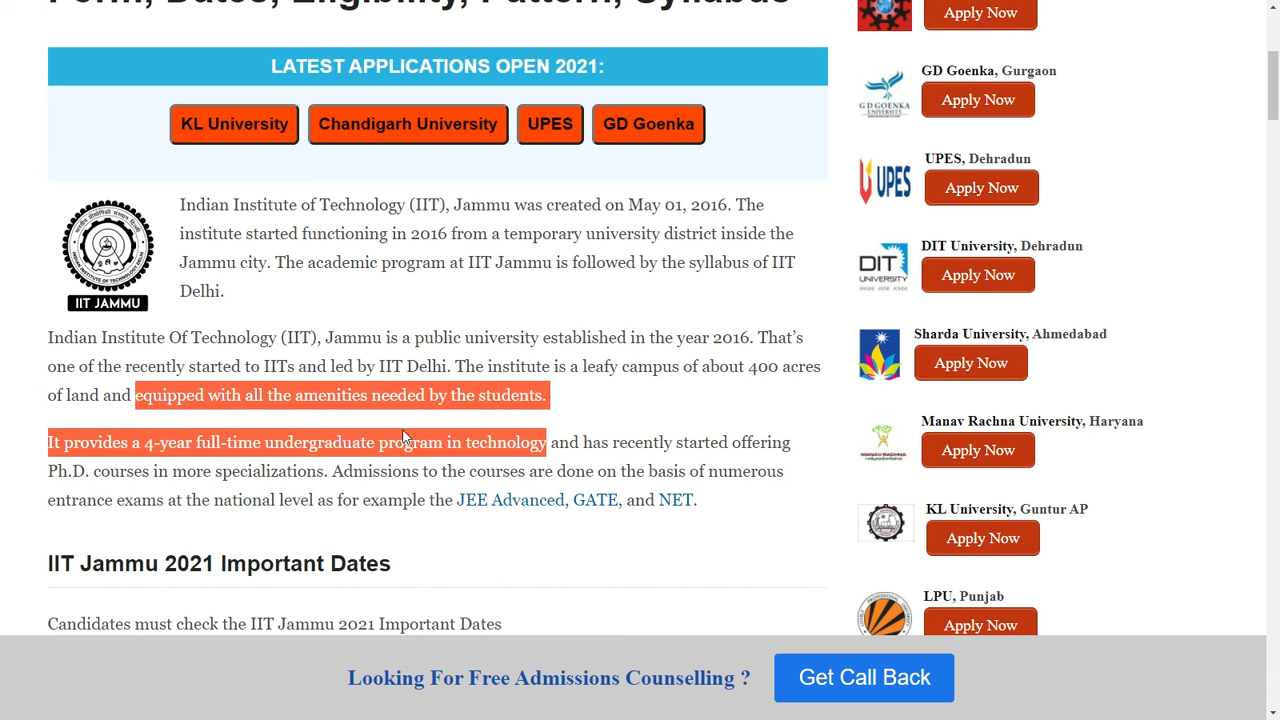 Form, Dates, Eligibility, Pattern, Syllabus
LATEST APPLICATIONS OPEN 2021:
KL University
Chandigarh University
UPES
GD Goenka
IIT JAMMU
Indian Institute of Technology (IIT), Jammu was created on May 01, 2016. The
institute started functioning in 2016 from a temporary university district inside the
Jammu city. The academic program at IIT Jammu is followed by the syllabus of IIT
Delhi.
Indian Institute Of Technology (IIT), Jammu is a public university established in the year 2016. That’s
one of the recently started to IITs and led by IIT Delhi. The institute is a leafy campus of about 400 acres
of land and equipped with all the amenities needed by the students.
It provides a 4-year full-time undergraduate program in technology and has recently started offering
Ph.D. courses in more specializations. Admissions to the courses are done on the basis of numerous
entrance exams at the national level as for example the JEE Advanced, GATE, and NET.
IIT Jammu 2021 Important Dates
Candidates must check the IIT Jammu 2021 Important Dates
Apply Now
GD Goenka, Gurgaon
GD GOENKA
UNIVERSITY
Apply Now
UPES, Dehradun
UPES
Apply Now
DIT University, Dehradun
DIT
UNIVERSITY
Apply Now
Sharda University, Ahmedabad
Apply Now
Manav Rachna University, Haryana
Apply Now
KL University, Guntur AP
Apply Now
LPU, Punjab
Apply Now
Looking For Free Admissions Counselling ?
Get Call Back